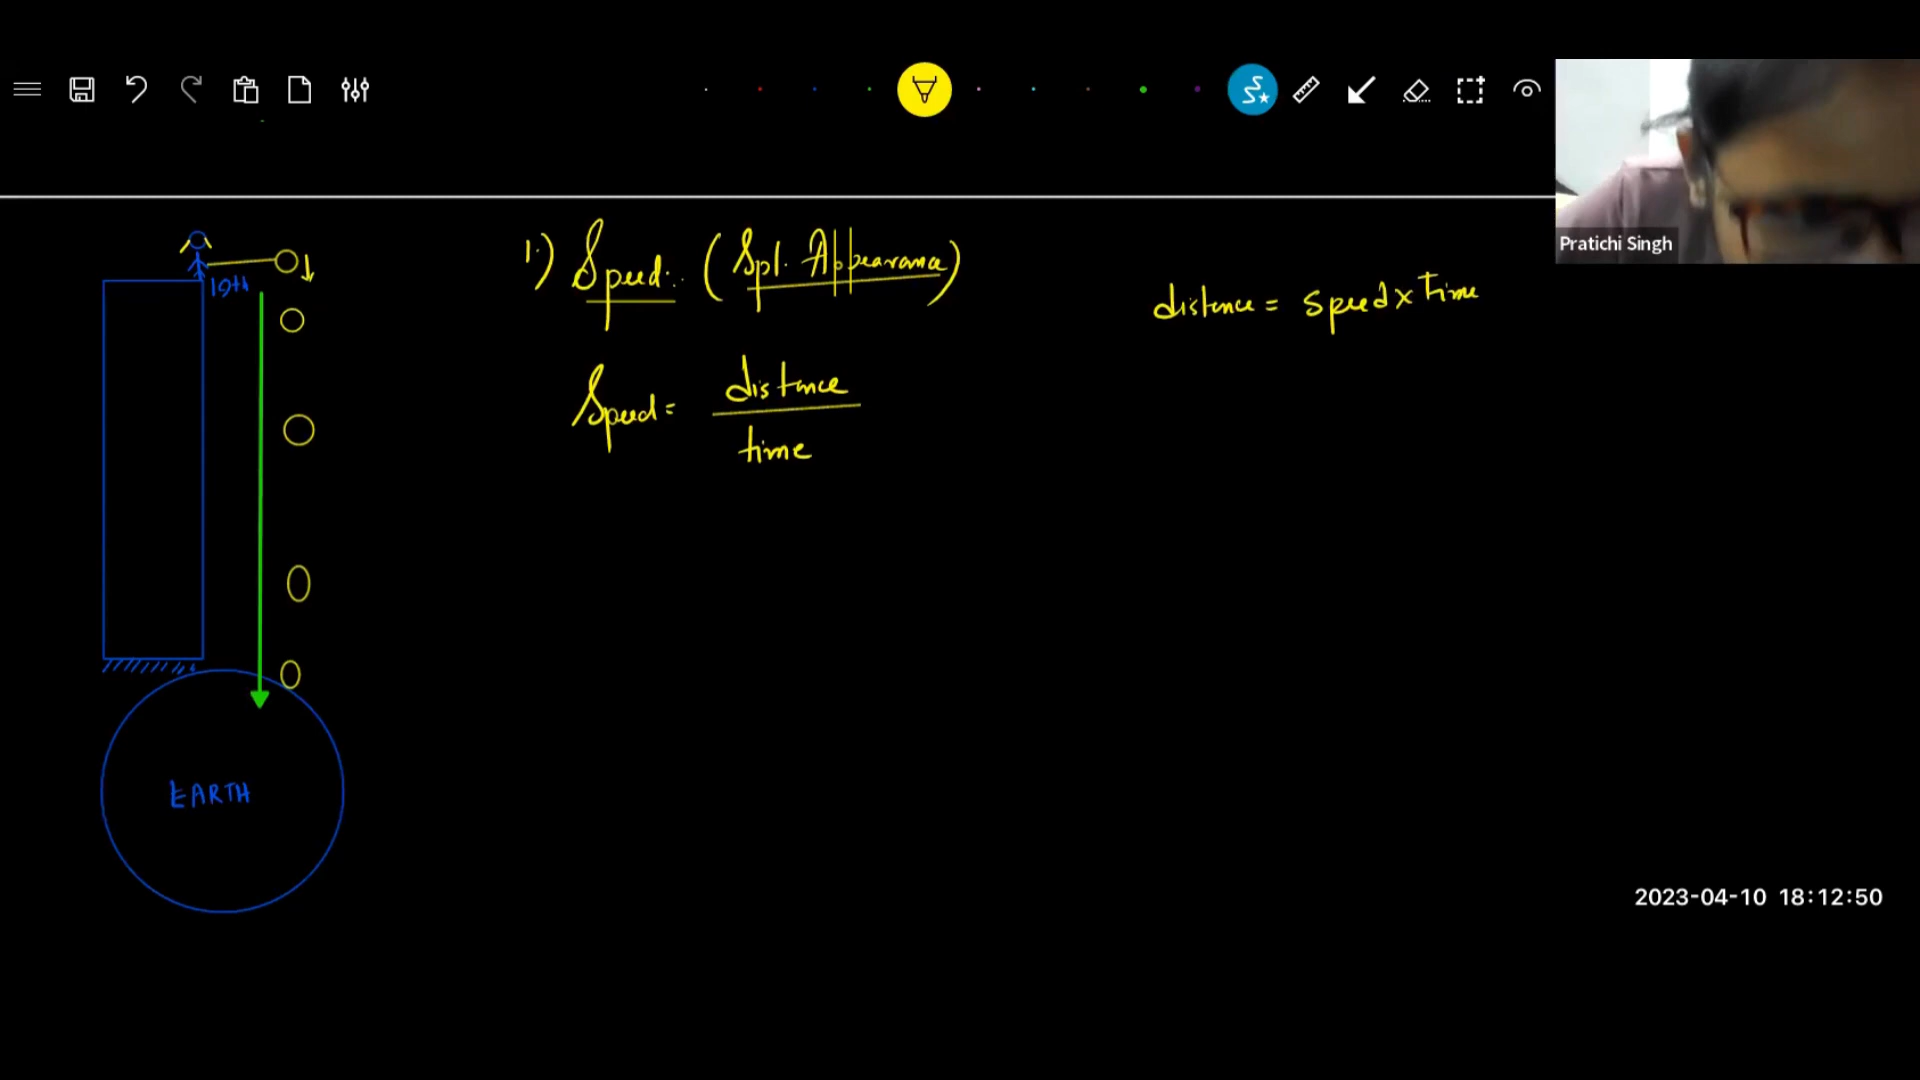 1.) Speed:. (Spl. Appearance)
distance = speed x Time
Speed = distance
time
19th
EARTH
Pratichi Singh
2023-04-10 18:12:50